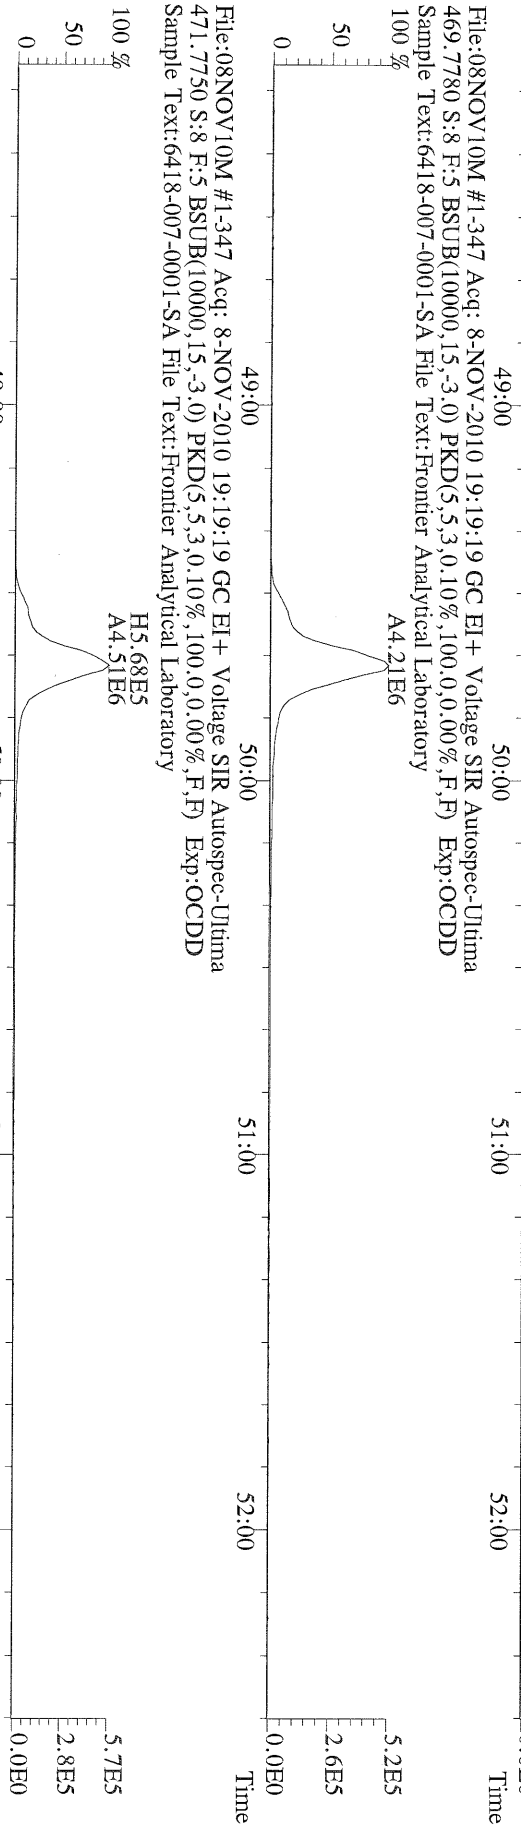 49:00
50:00
51:00
52:00
Time
File:08NOV10M #1-347 Acq: 8-NOV-2010 19:19:19 GC EI+ Voltage SIR Autospec-Ultima
469.7780 S:8 F:5 BSUB(10000,15,-3.0) PKD(5,5,3,0.10%,100.0,0.00%,F,F) Exp:OCDD
Sample Text:6418-007-0001-SA File Text:Frontier Analytical Laboratory
100 %
A4.21E6
5.2E5
50
2.6E5
0
0.0E0
49:00
50:00
51:00
52:00
Time
File:08NOV10M #1-347 Acq: 8-NOV-2010 19:19:19 GC EI+ Voltage SIR Autospec-Ultima
471.7750 S:8 F:5 BSUB(10000,15,-3.0) PKD(5,5,3,0.10%,100.0,0.00%,F,F) Exp:OCDD
Sample Text:6418-007-0001-SA File Text:Frontier Analytical Laboratory
H5.68E5
100 %
A4.51E6
5.7E5
50
2.8E5
0
0.0E0